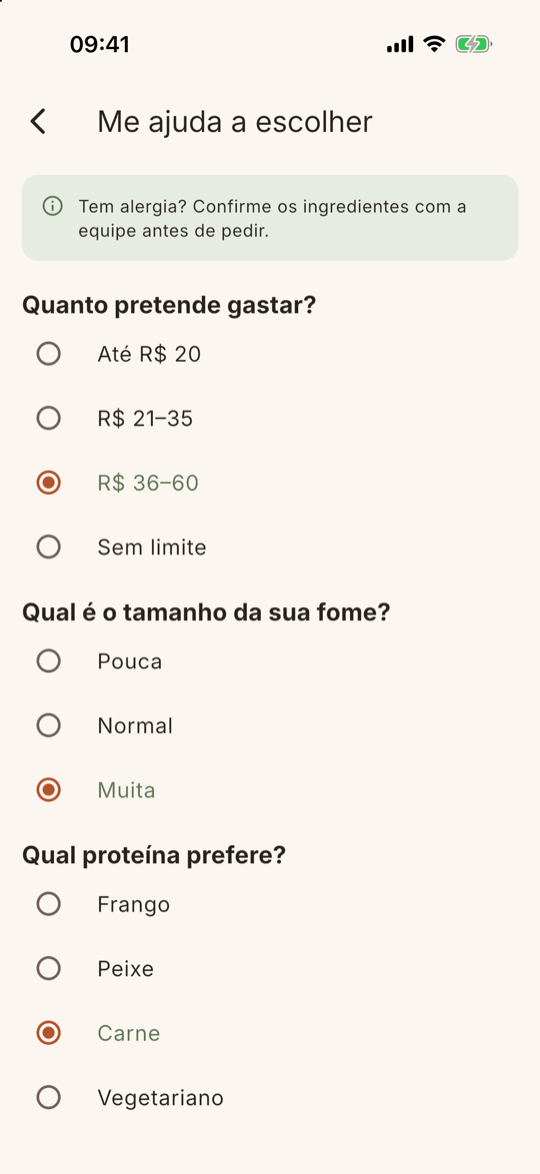 09:41
Me ajuda a escolher
Tem alergia? Confirme os ingredientes com a
equipe antes de pedir.
Quanto pretende gastar?
Até R$ 20
R$ 21–35
R$ 36–60
Sem limite
Qual é o tamanho da sua fome?
Pouca
Normal
Muita
Qual proteína prefere?
Frango
Peixe
Carne
Vegetariano